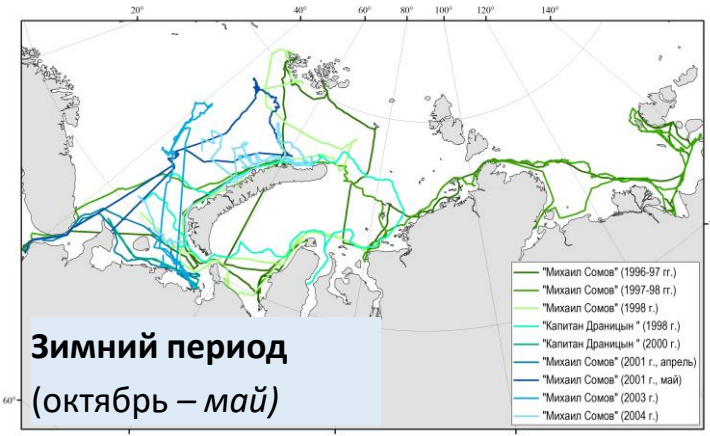 20° 40° 60° 80° 100° 120° 140°
"Михаил Сомов" (1996-97 гг.)
"Михаил Сомов" (1997-98 гг.)
"Михаил Сомов" (1998 г.)
"Капитан Драницын " (1998 г.)
"Капитан Драницын " (2000 г.)
"Михаил Сомов" (2001 г., апрель)
"Михаил Сомов" (2001 г., май)
"Михаил Сомов" (2003 г.)
"Михаил Сомов" (2004 г.)
Зимний период
(октябрь – май)
60°